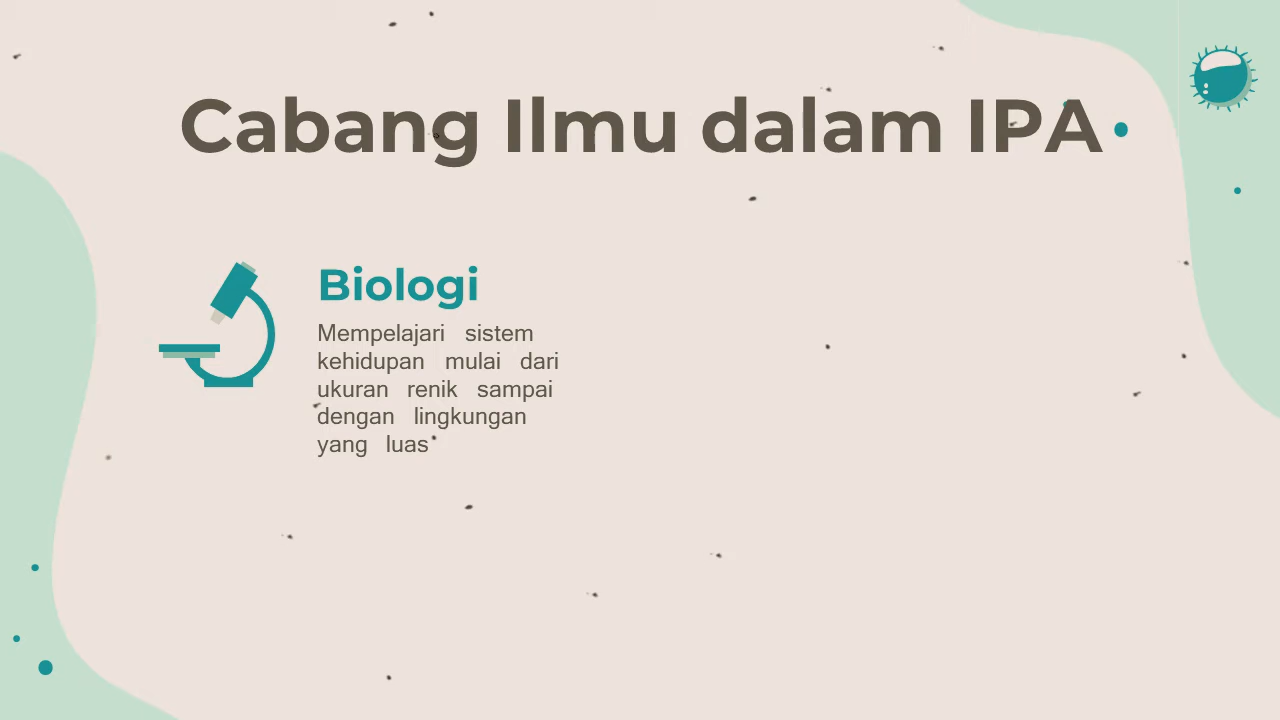 Cabang Ilmu dalam IPA
Biologi
Mempelajari sistem
kehidupan mulai dari
ukuran renik sampai
dengan lingkungan
yang luas